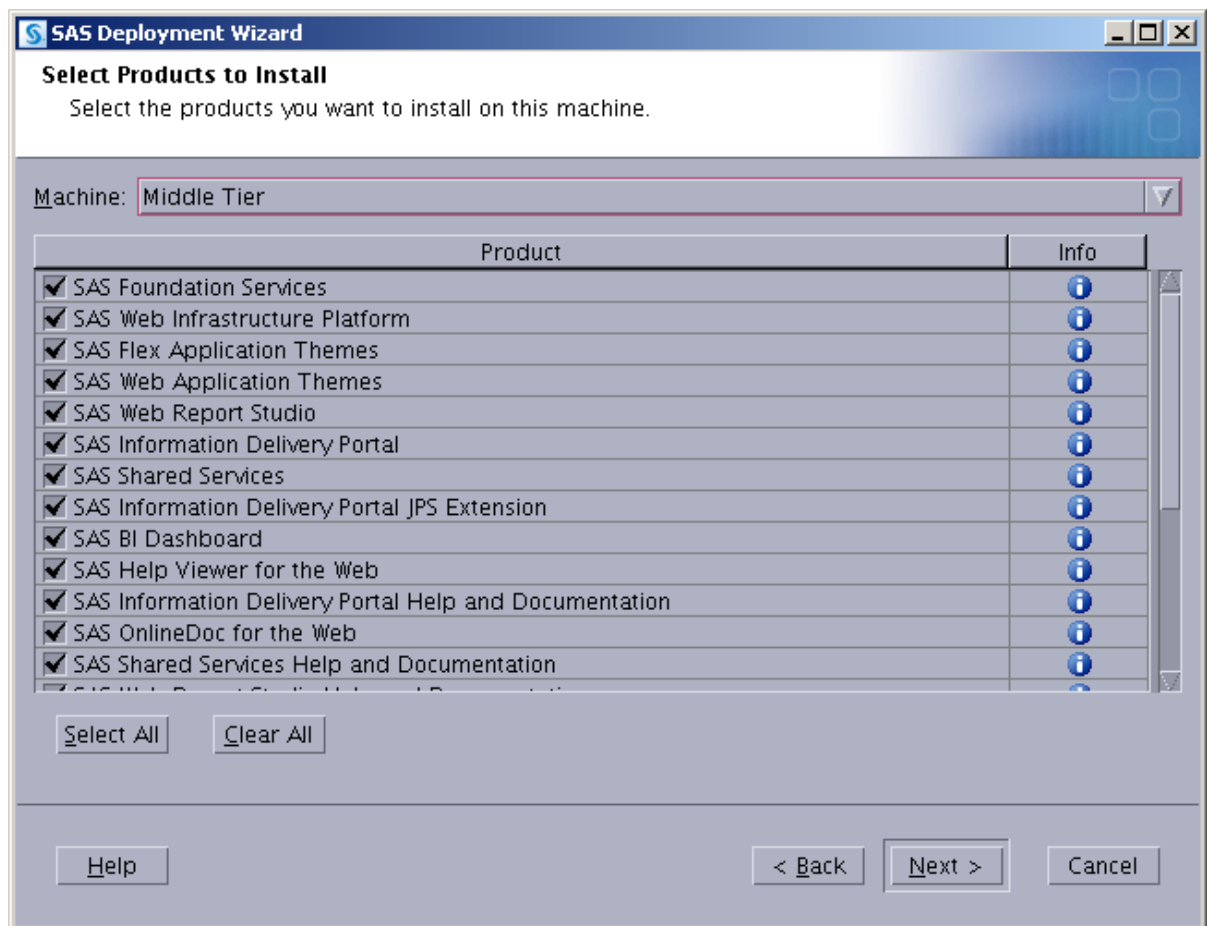 SAS Deployment Wizard
Select Products to Install
Select the products you want to install on this machine.
Machine: Middle Tier
Product Info
SAS Foundation Services
SAS Web Infrastructure Platform
SAS Flex Application Themes
SAS Web Application Themes
SAS Web Report Studio
SAS Information Delivery Portal
SAS Shared Services
SAS Information Delivery Portal JPS Extension
SAS BI Dashboard
SAS Help Viewer for the Web
SAS Information Delivery Portal Help and Documentation
SAS OnlineDoc for the Web
SAS Shared Services Help and Documentation
Select All Clear All
Help < Back Next > Cancel